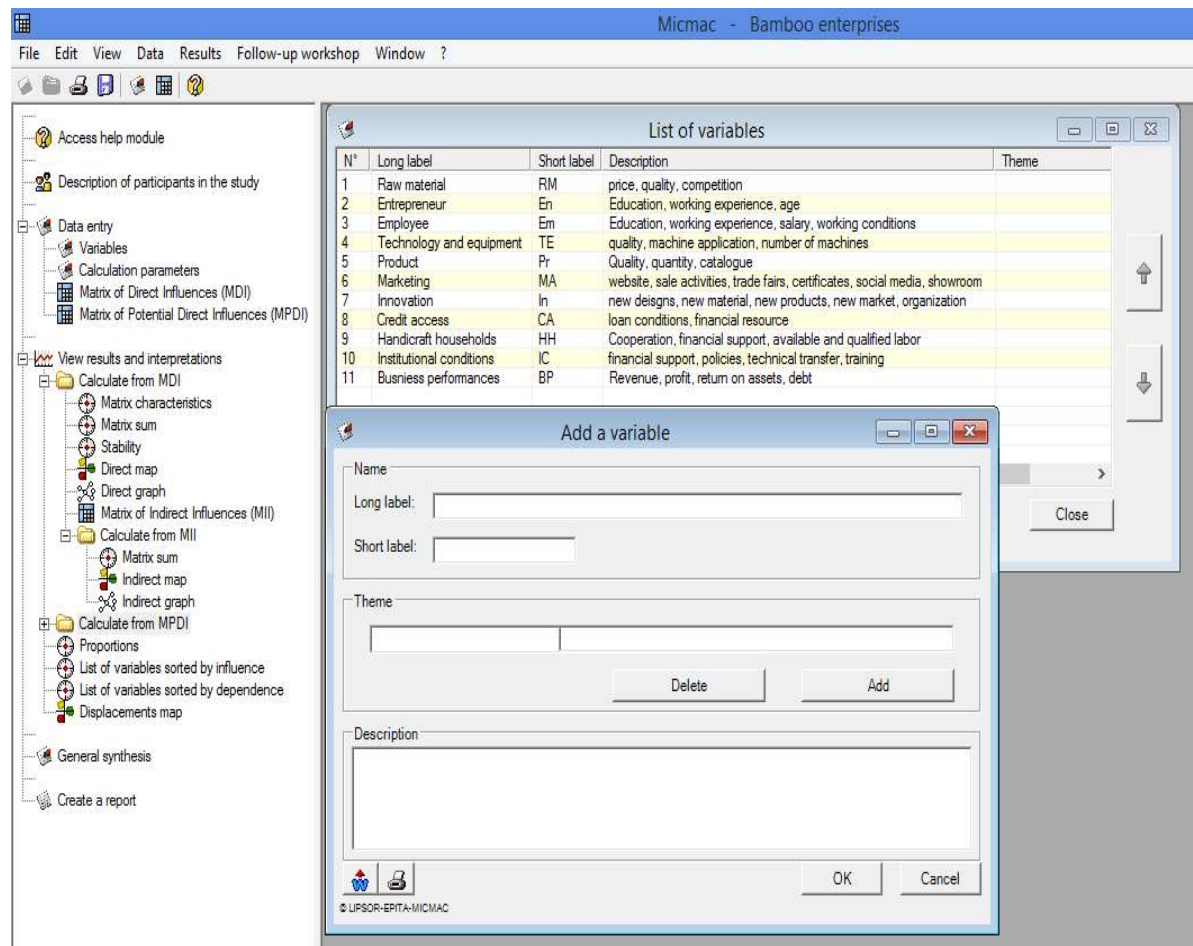 Micmac - Bamboo enterprises
File Edit View Data Results Follow-up workshop Window ?
Access help module
Description of participants in the study
Data entry
Variables
Calculation parameters
Matrix of Direct Influences (MDI)
Matrix of Potential Direct Influences (MPDI)
View results and interpretations
Calculate from MDI
Matrix characteristics
Matrix sum
Stability
Direct map
Direct graph
Matrix of Indirect Influences (MII)
Calculate from MII
Matrix sum
Indirect map
Indirect graph
Calculate from MPDI
Proportions
List of variables sorted by influence
List of variables sorted by dependence
Displacements map
General synthesis
Create a report
List of variables
N° Long label Short label Description Theme
1 Raw material RM price, quality, competition
2 Entrepreneur En Education, working experience, age
3 Employee Em Education, working experience, salary, working conditions
4 Technology and equipment TE quality, machine application, number of machines
5 Product Pr Quality, quantity, catalogue
6 Marketing MA website, sale activities, trade fairs, certificates, social media, showroom
7 Innovation In new deisgns, new material, new products, new market, organization
8 Credit access CA loan conditions, financial resource
9 Handicraft households HH Cooperation, financial support, available and qualified labor
10 Institutional conditions IC financial support, policies, technical transfer, training
11 Busniess performances BP Revenue, profit, return on assets, debt
Close
Add a variable
Name
Long label:
Short label:
Theme
Delete Add
Description
OK Cancel
© LIPSOR-EPITA-MICMAC